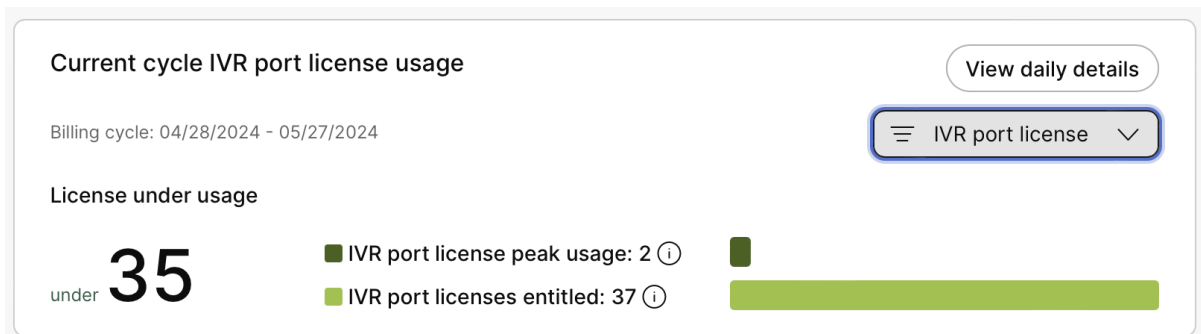 Current cycle IVR port license usage
View daily details
Billing cycle: 04/28/2024 - 05/27/2024
IVR port license
License under usage
under 35
IVR port license peak usage: 2
IVR port licenses entitled: 37